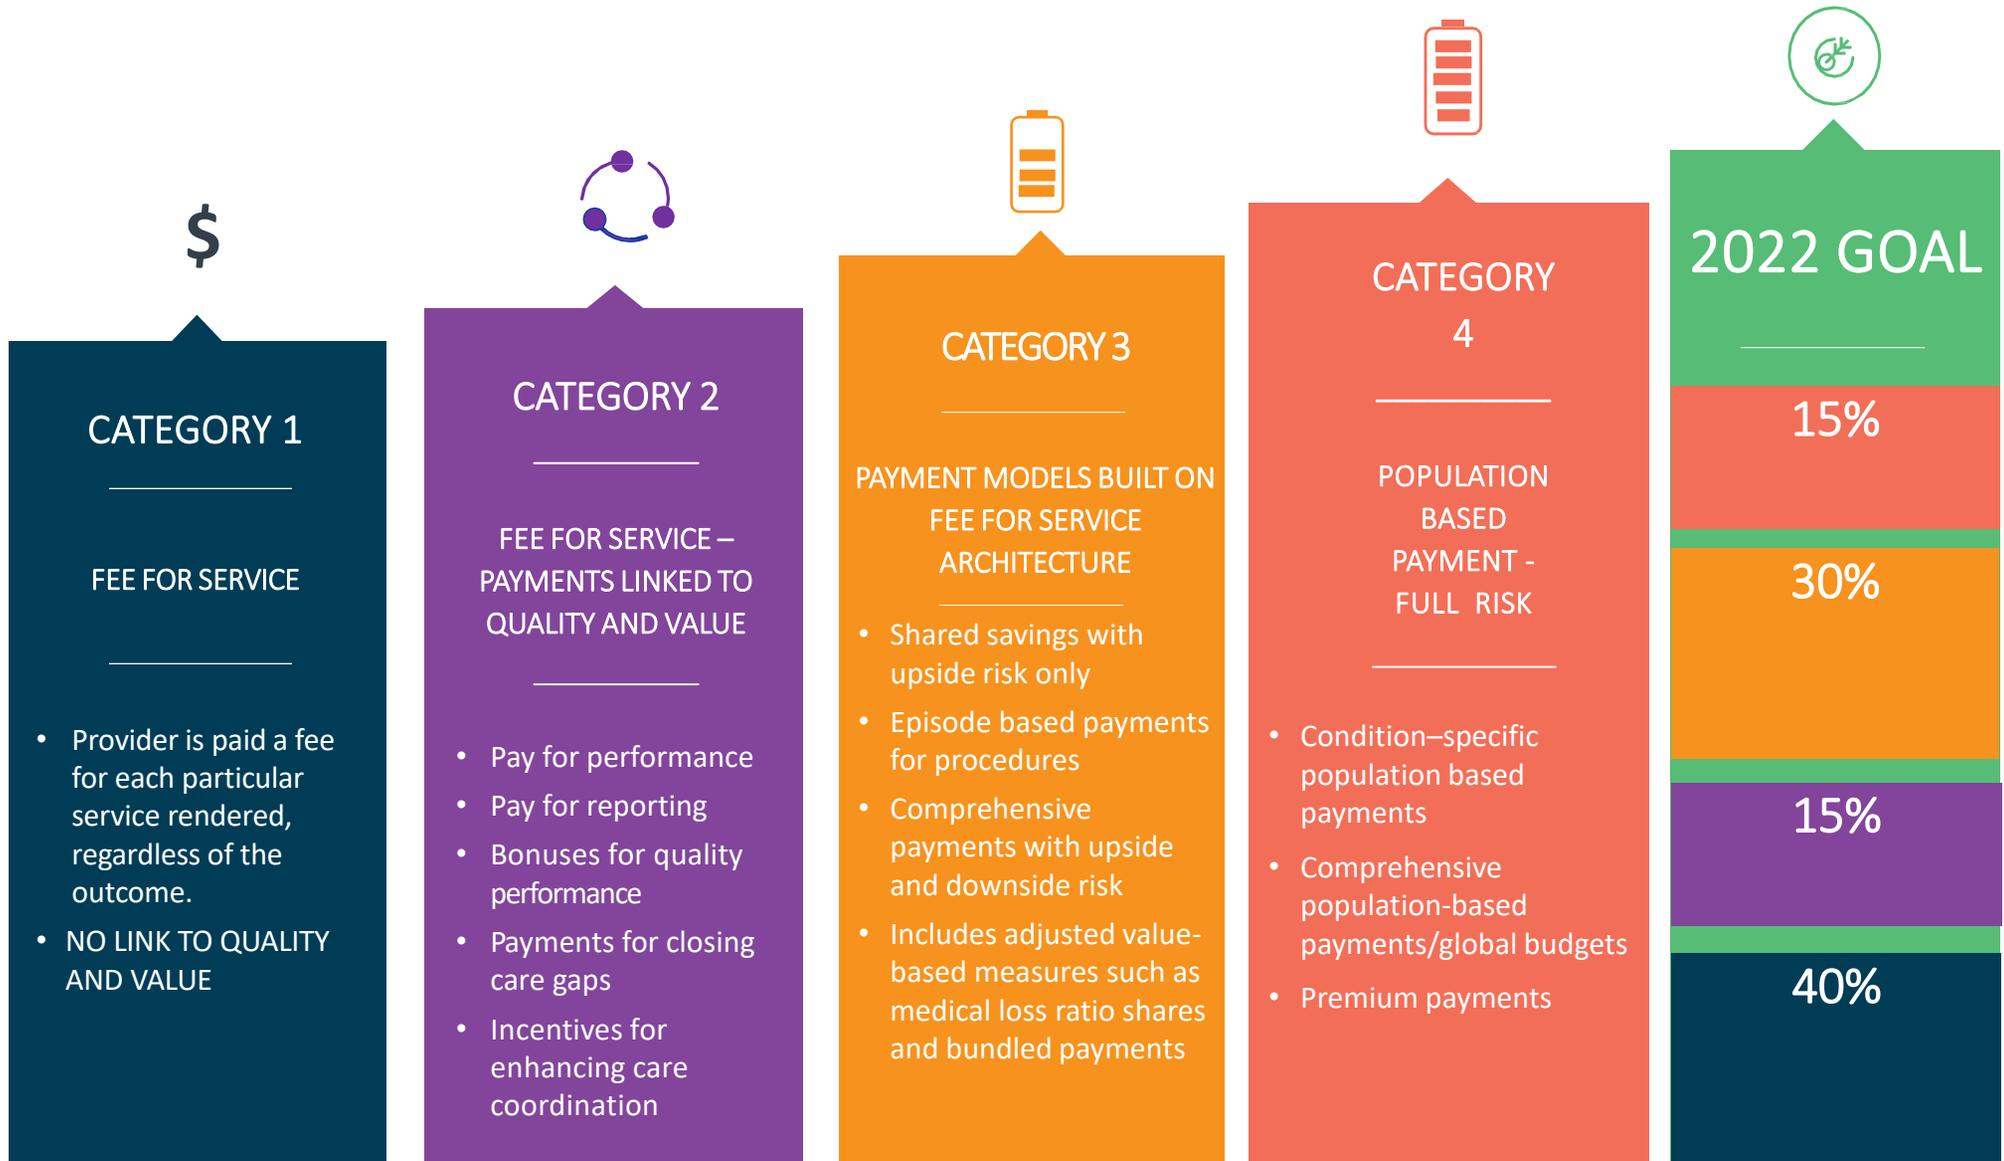 $
CATEGORY 1
FEE FOR SERVICE
• Provider is paid a fee
for each particular
service rendered,
regardless of the
outcome.
• NO LINK TO QUALITY
AND VALUE
CATEGORY 2
FEE FOR SERVICE –
PAYMENTS LINKED TO
QUALITY AND VALUE
• Pay for performance
• Pay for reporting
• Bonuses for quality
performance
• Payments for closing
care gaps
• Incentives for
enhancing care
coordination
CATEGORY 3
PAYMENT MODELS BUILT ON
FEE FOR SERVICE
ARCHITECTURE
• Shared savings with
upside risk only
• Episode based payments
for procedures
• Comprehensive
payments with upside
and downside risk
• Includes adjusted value-
based measures such as
medical loss ratio shares
and bundled payments
CATEGORY
4
POPULATION
BASED
PAYMENT -
FULL RISK
• Condition–specific
population based
payments
• Comprehensive
population-based
payments/global budgets
• Premium payments
2022 GOAL
15%
30%
15%
40%